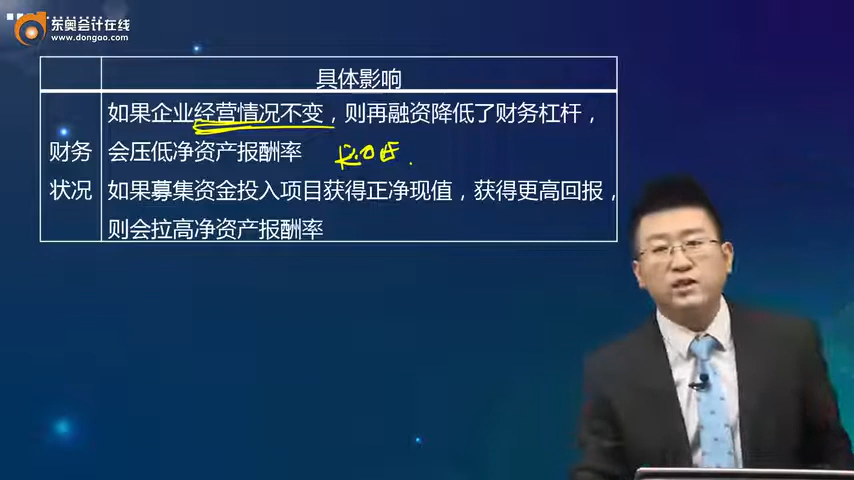 东奥会计在线
www.dongao.com
具体影响
如果企业经营情况不变，则再融资降低了财务杠杆，
会压低净资产报酬率 ROE.
财务
状况
如果募集资金投入项目获得正净现值，获得更高回报，
则会拉高净资产报酬率